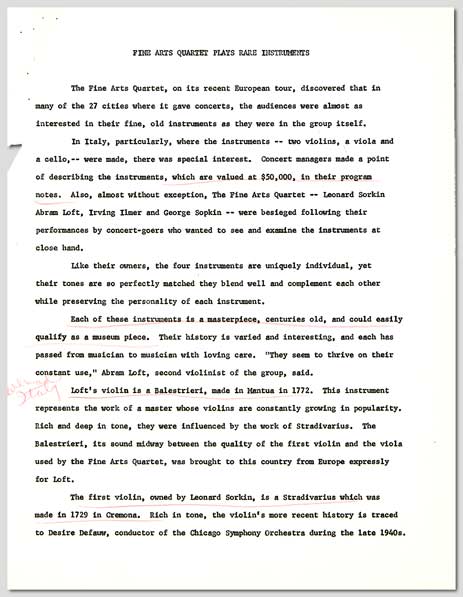 FINE ARTS QUARTET PLAYS RARE INSTRUMENTS
The Fine Arts Quartet, on its recent European tour, discovered that in
many of the 27 cities where it gave concerts, the audiences were almost as
interested in their fine, old instruments as they were in the group itself.
In Italy, particularly, where the instruments -- two violins, a viola and
a cello,-- were made, there was special interest. Concert managers made a point
of describing the instruments, which are valued at $50,000, in their program
notes. Also, almost without exception, The Fine Arts Quartet -- Leonard Sorkin
Abram Loft, Irving Ilmer and George Sopkin -- were besieged following their
performances by concert-goers who wanted to see and examine the instruments at
close hand.
Like their owners, the four instruments are uniquely individual, yet
their tones are so perfectly matched they blend well and complement each other
while preserving the personality of each instrument.
Each of these instruments is a masterpiece, centuries old, and could easily
qualify as a museum piece. Their history is varied and interesting, and each has
passed from musician to musician with loving care. "They seem to thrive on their
constant use," Abram Loft, second violinist of the group, said.
Italy
Loft's violin is a Balestrieri, made in Mantua in 1772. This instrument
represents the work of a master whose violins are constantly growing in popularity.
Rich and deep in tone, they were influenced by the work of Stradivarius. The
Balestrieri, its sound midway between the quality of the first violin and the viola
used by the Fine Arts Quartet, was brought to this country from Europe expressly
for Loft.
The first violin, owned by Leonard Sorkin, is a Stradivarius which was
made in 1729 in Cremona. Rich in tone, the violin's more recent history is traced
to Desire Defauw, conductor of the Chicago Symphony Orchestra during the late 1940s.